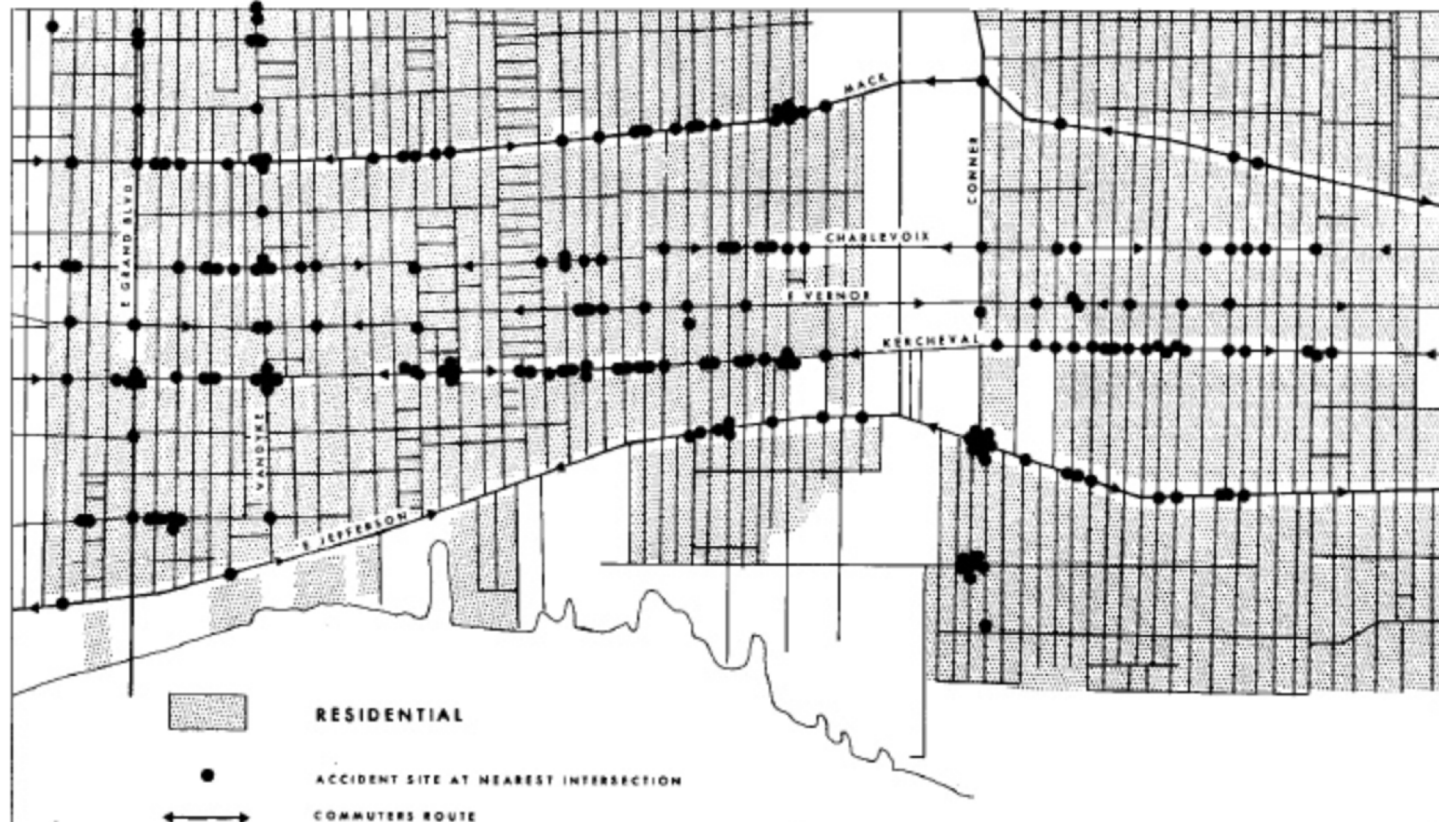 MACK
CONNER
E GRAND BLVD
CHARLEVOIX
E VERNOR
KERCHEVAL
VANDYKE
E JEFFERSON
RESIDENTIAL
ACCIDENT SITE AT NEAREST INTERSECTION
COMMUTERS ROUTE